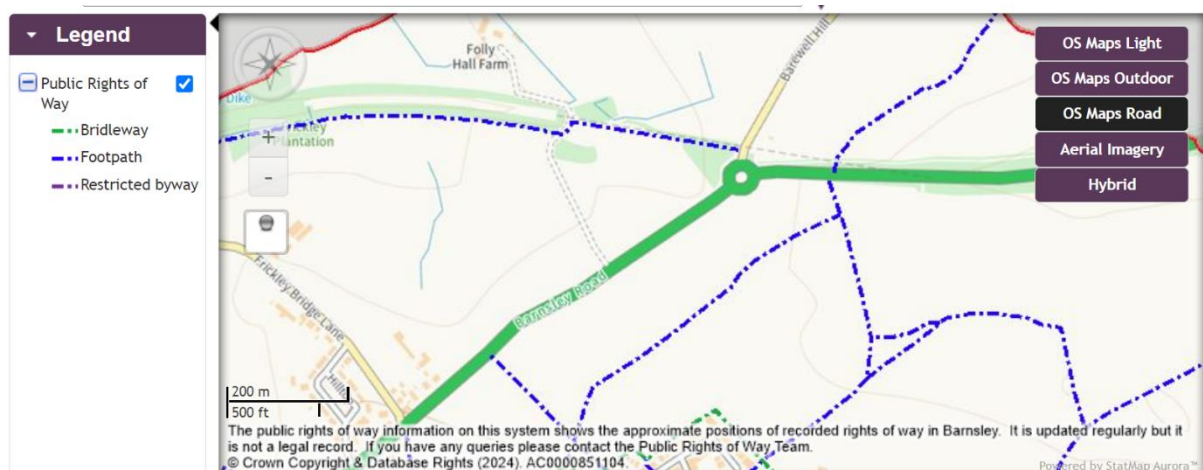 Legend
Public Rights of
Way
Bridleway
Footpath
Restricted byway
Folly
Hall Farm
Barewell Hill
Dike
Plantation
Frickley Bridge Lane
Barnsley Road
+
-
200 m
500 ft
OS Maps Light
OS Maps Outdoor
OS Maps Road
Aerial Imagery
Hybrid
The public rights of way information on this system shows the approximate positions of recorded rights of way in Barnsley. It is updated regularly but it
is not a legal record. If you have any queries please contact the Public Rights of Way Team.
© Crown Copyright & Database Rights (2024). AC0000851104.
Powered by StatMap Aurora™